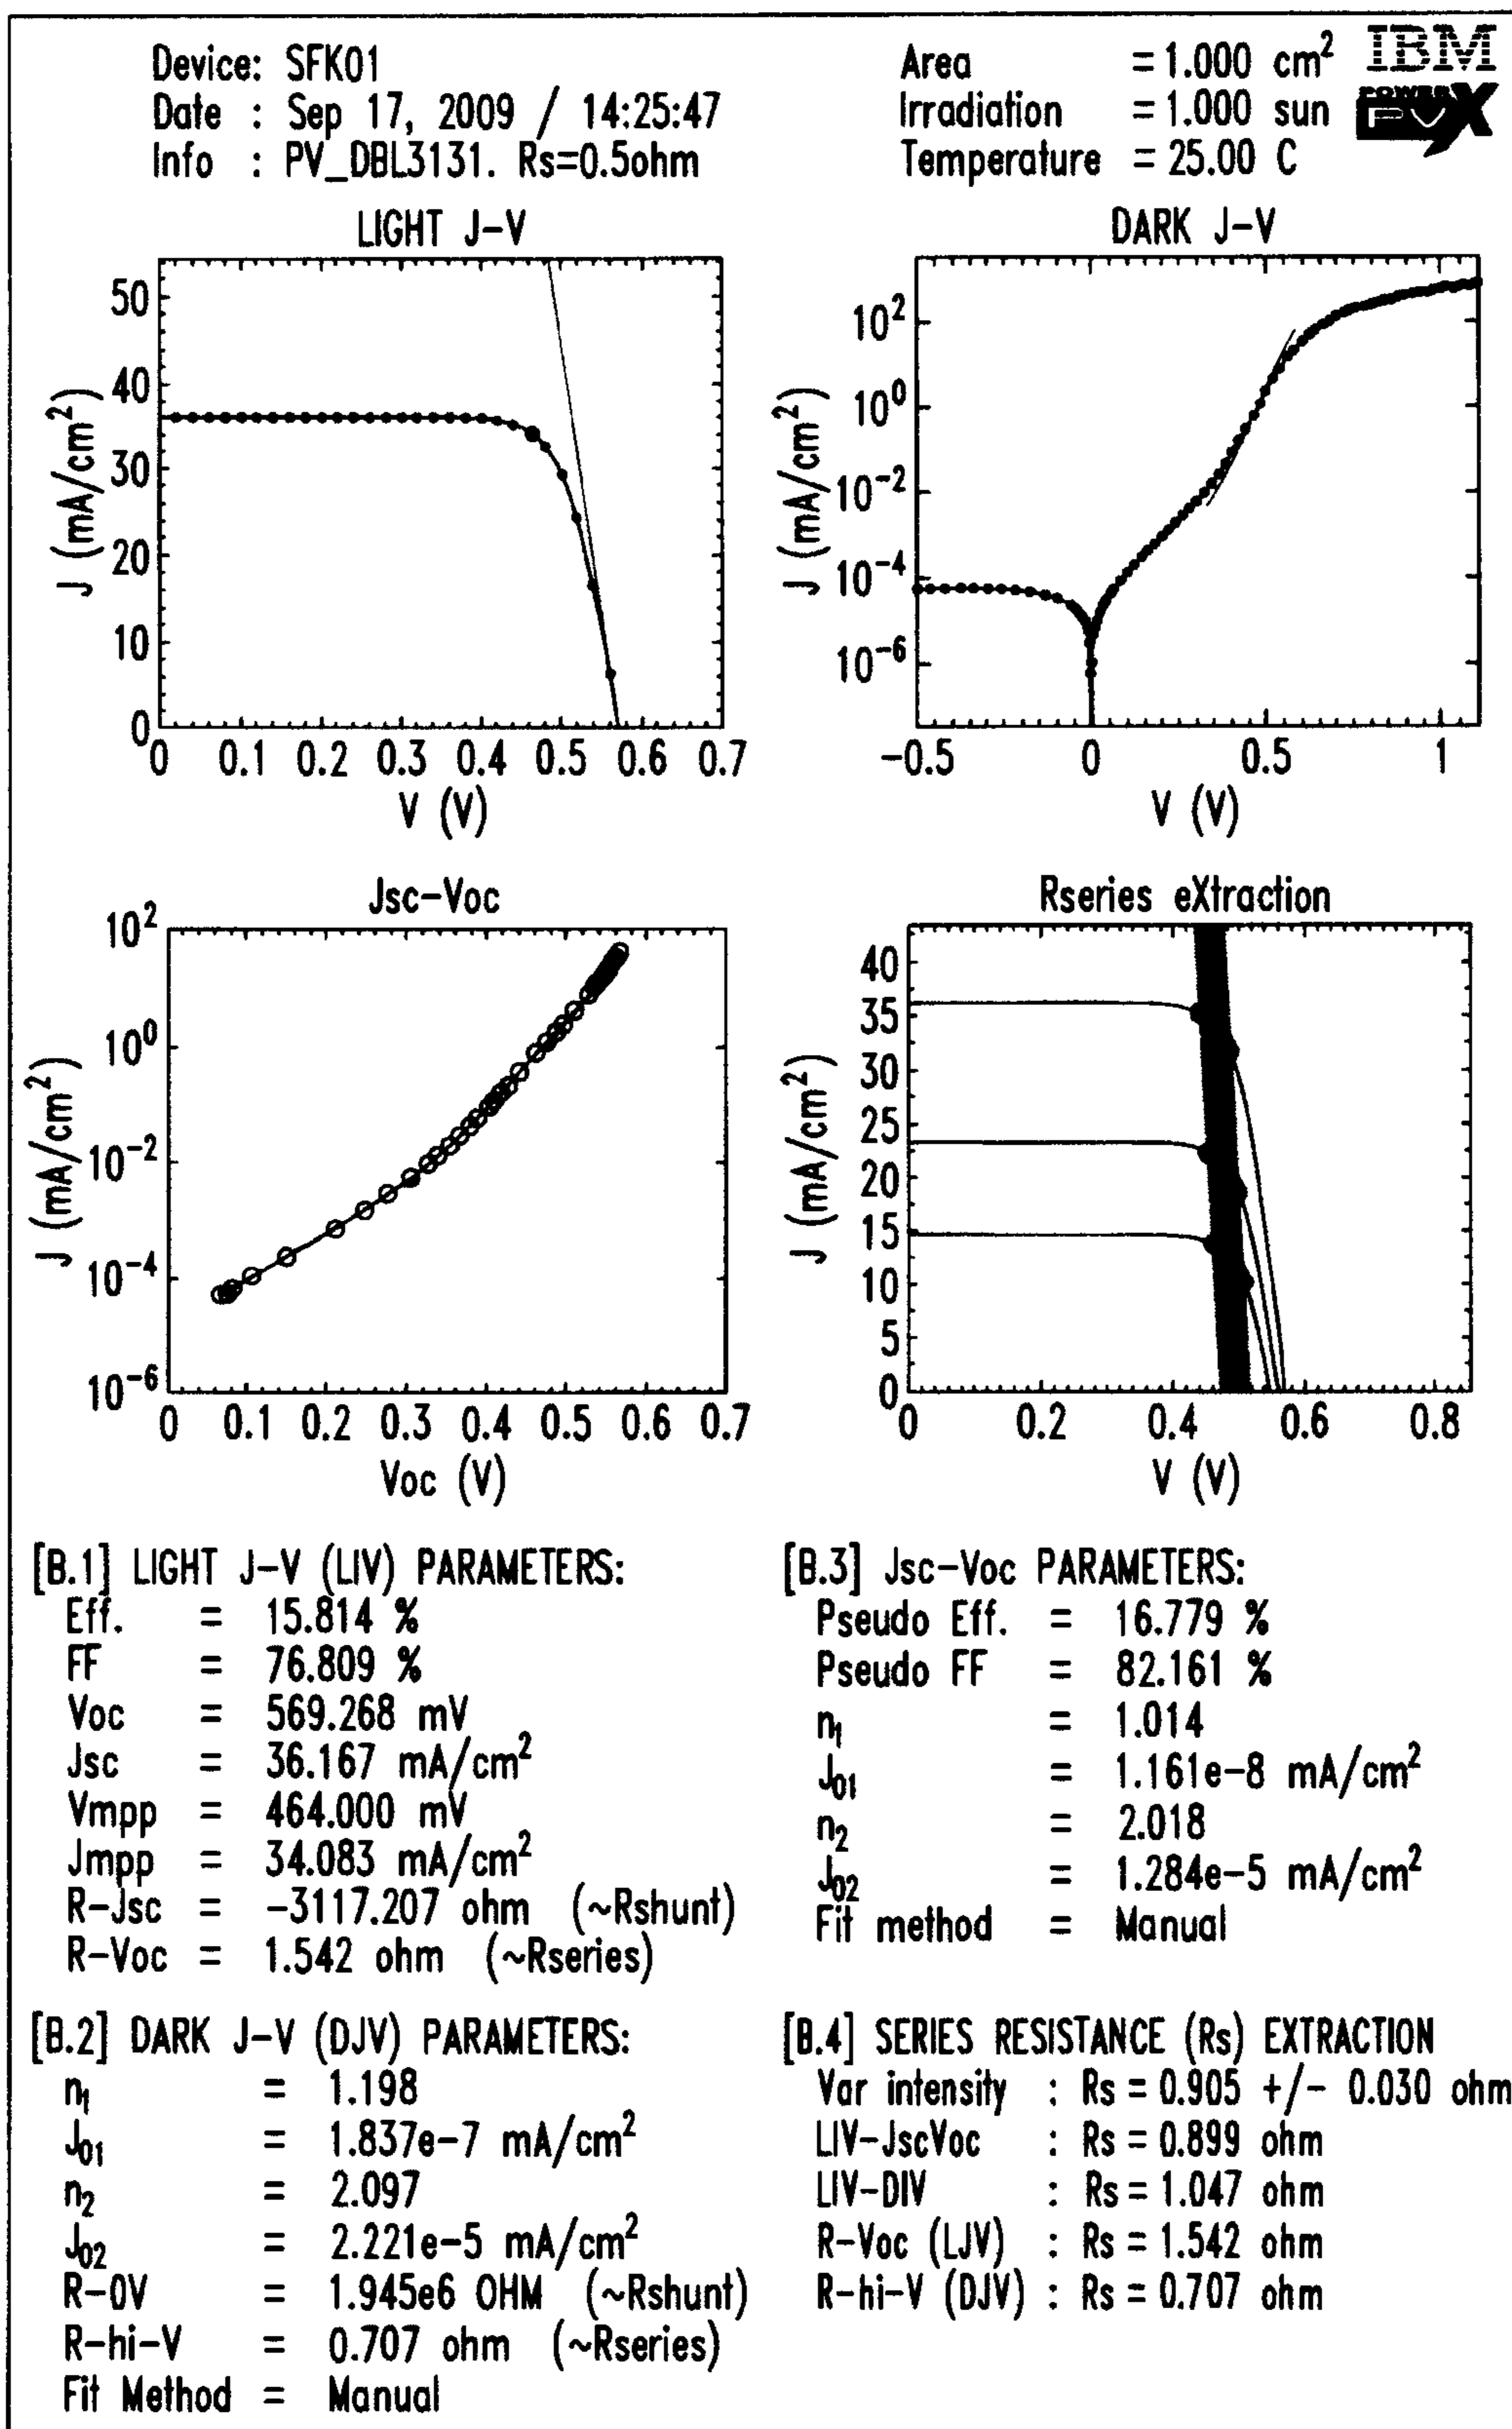 Device: SFK01
Date : Sep 17, 2009 / 14:25:47
Info : PV_DBL3131. Rs=0.5ohm
Area = 1.000 cm²
Irradiation = 1.000 sun
Temperature = 25.00 C
IBM
POWER
PVX
LIGHT J-V
50
40
30
20
10
0
J (mA/cm²)
0 0.1 0.2 0.3 0.4 0.5 0.6 0.7
V (V)
DARK J-V
10²
10⁰
10⁻²
10⁻⁴
10⁻⁶
J (mA/cm²)
-0.5 0 0.5 1
V (V)
Jsc-Voc
10²
10⁰
10⁻²
10⁻⁴
10⁻⁶
J (mA/cm²)
0 0.1 0.2 0.3 0.4 0.5 0.6 0.7
Voc (V)
Rseries eXtraction
40
35
30
25
20
15
10
5
0
J (mA/cm²)
0 0.2 0.4 0.6 0.8
V (V)
[B.1] LIGHT J-V (LIV) PARAMETERS:
Eff. = 15.814 %
FF = 76.809 %
Voc = 569.268 mV
Jsc = 36.167 mA/cm²
Vmpp = 464.000 mV
Jmpp = 34.083 mA/cm²
R-Jsc = -3117.207 ohm (~Rshunt)
R-Voc = 1.542 ohm (~Rseries)
[B.2] DARK J-V (DJV) PARAMETERS:
n₁ = 1.198
J₀₁ = 1.837e-7 mA/cm²
n₂ = 2.097
J₀₂ = 2.221e-5 mA/cm²
R-0V = 1.945e6 OHM (~Rshunt)
R-hi-V = 0.707 ohm (~Rseries)
Fit Method = Manual
[B.3] Jsc-Voc PARAMETERS:
Pseudo Eff. = 16.779 %
Pseudo FF = 82.161 %
n₁ = 1.014
J₀₁ = 1.161e-8 mA/cm²
n₂ = 2.018
J₀₂ = 1.284e-5 mA/cm²
Fit method = Manual
[B.4] SERIES RESISTANCE (Rs) EXTRACTION
Var intensity : Rs = 0.905 +/- 0.030 ohm
LIV-JscVoc : Rs = 0.899 ohm
LIV-DIV : Rs = 1.047 ohm
R-Voc (LJV) : Rs = 1.542 ohm
R-hi-V (DJV) : Rs = 0.707 ohm